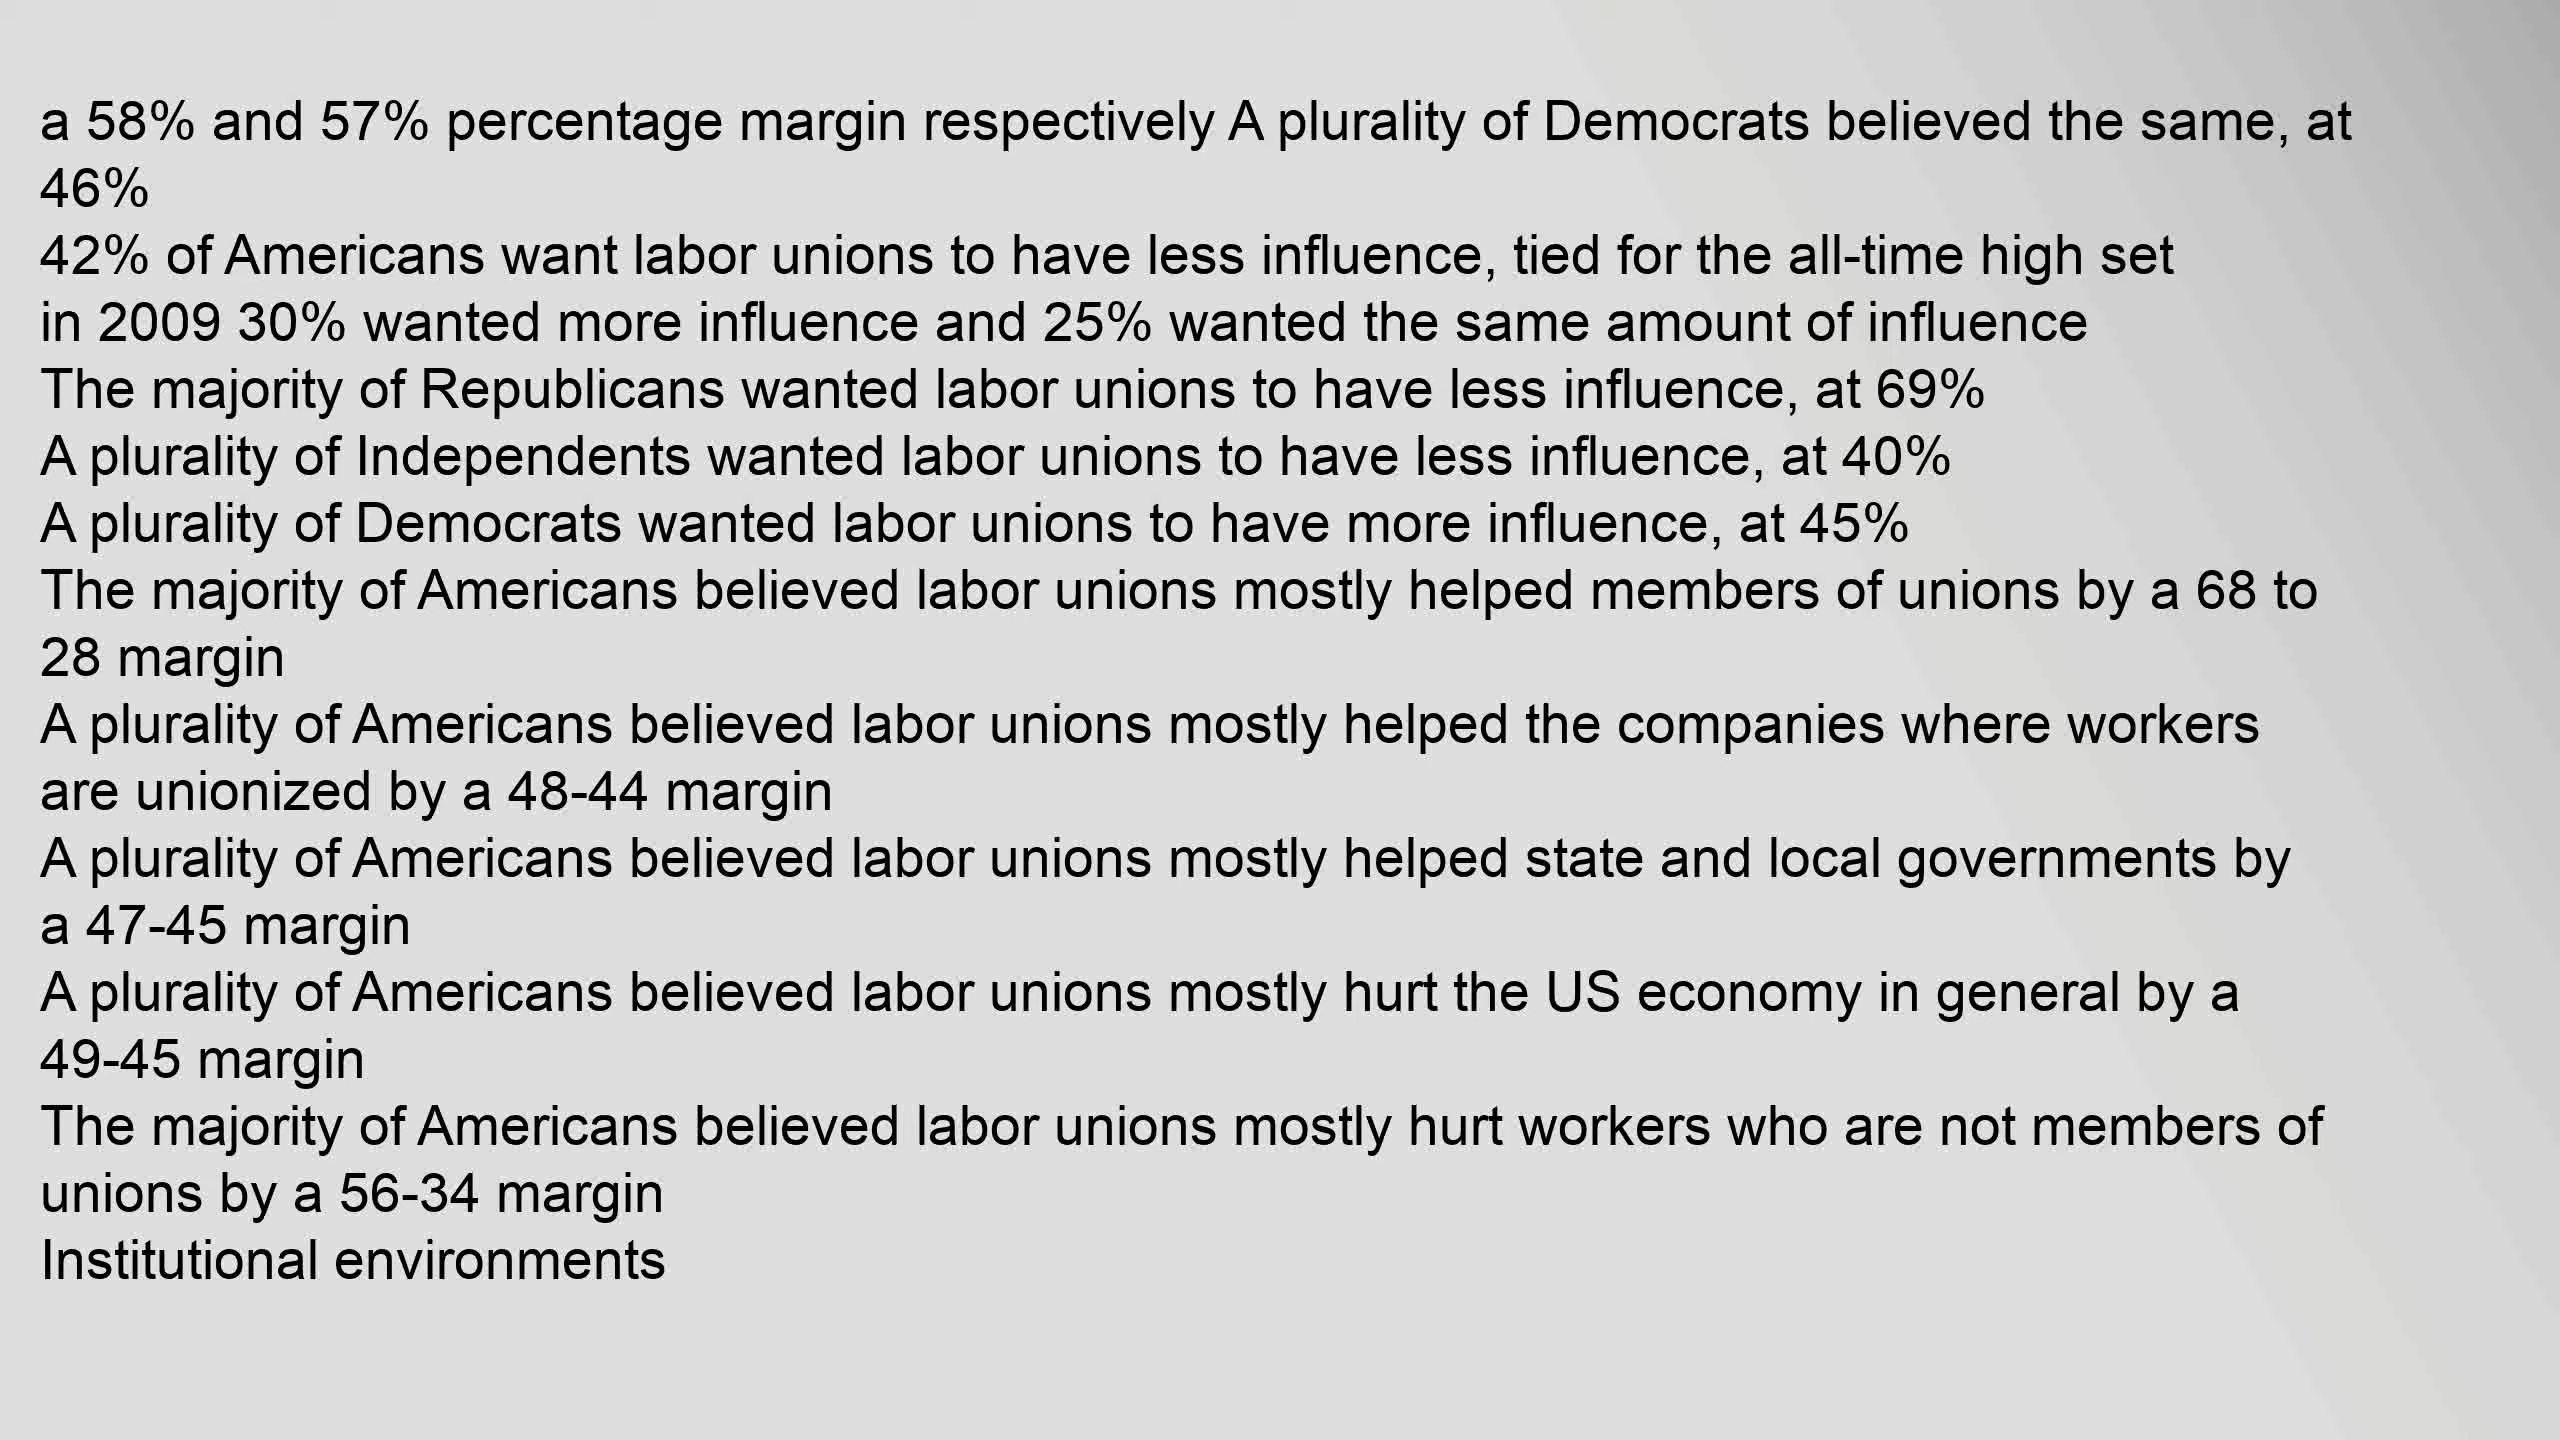 a 58% and 57% percentage margin respectively A plurality of Democrats believed the same, at
46%
42% of Americans want labor unions to have less influence, tied for the all-time high set
in 2009 30% wanted more influence and 25% wanted the same amount of influence
The majority of Republicans wanted labor unions to have less influence, at 69%
A plurality of Independents wanted labor unions to have less influence, at 40%
A plurality of Democrats wanted labor unions to have more influence, at 45%
The majority of Americans believed labor unions mostly helped members of unions by a 68 to
28 margin
A plurality of Americans believed labor unions mostly helped the companies where workers
are unionized by a 48-44 margin
A plurality of Americans believed labor unions mostly helped state and local governments by
a 47-45 margin
A plurality of Americans believed labor unions mostly hurt the US economy in general by a
49-45 margin
The majority of Americans believed labor unions mostly hurt workers who are not members of
unions by a 56-34 margin
Institutional environments